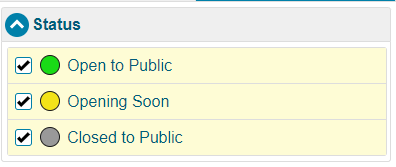 Status
Open to Public
Opening Soon
Closed to Public